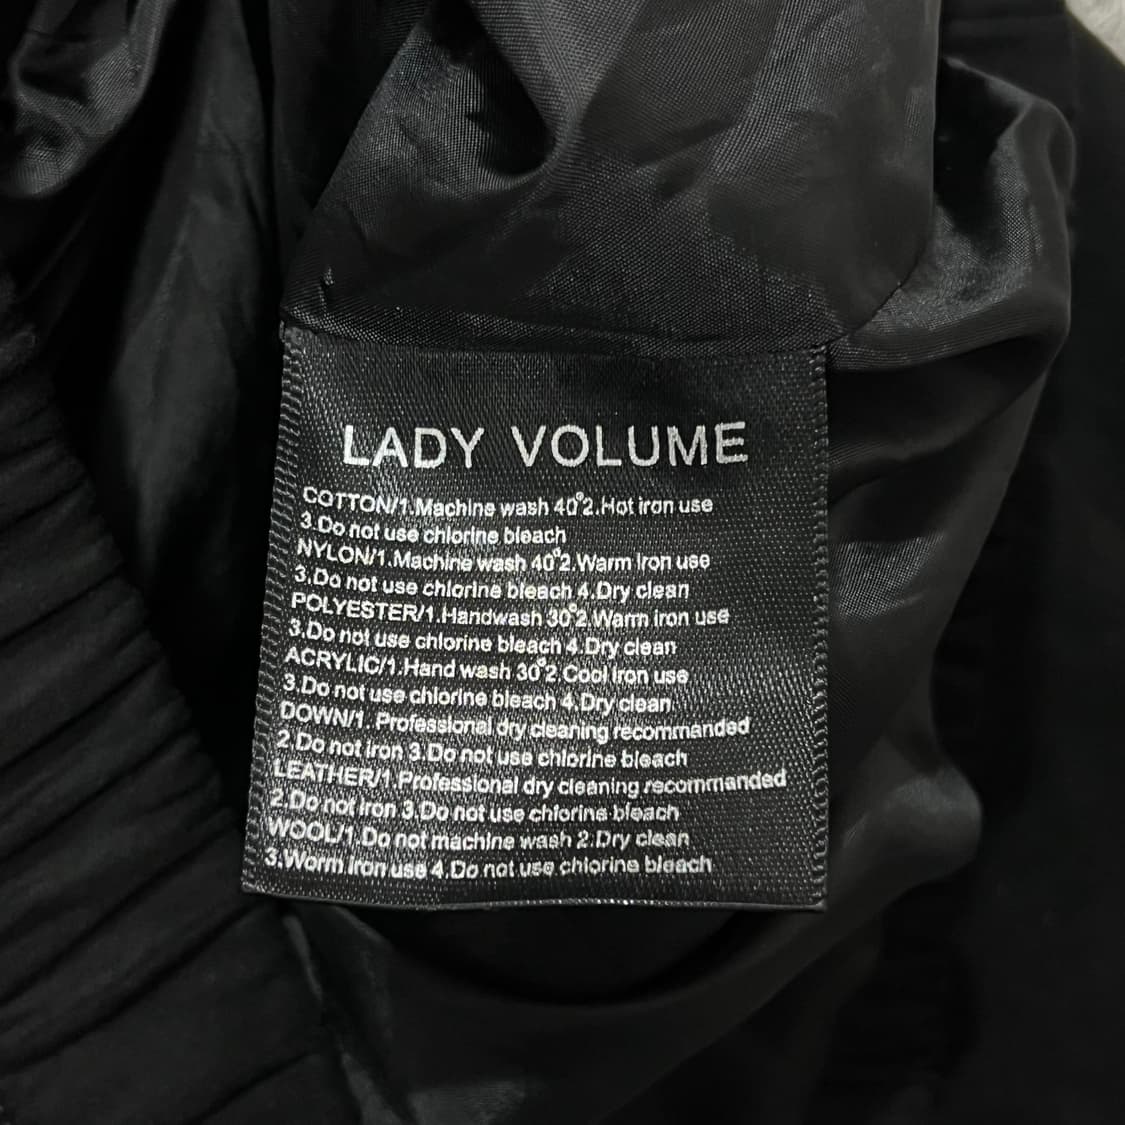 LADY VOLUME
COTTON/1.Machine wash 40°2.Hot iron use
3.Do not use chlorine bleach
NYLON/1.Machine wash 40°2.Warm iron use
3.Do not use chlorine bleach 4.Dry clean
POLYESTER/1.Handwash 30°2.Warm iron use
3.Do not use chlorine bleach 4.Dry clean
ACRYLIC/1.Hand wash 30°2.Cool iron use
3.Do not use chlorine bleach 4.Dry clean
DOWN/1. Professional dry cleaning recommanded
2.Do not iron 3.Do not use chlorine bleach
LEATHER/1.Professional dry cleaning recommanded
2.Do not iron 3.Do not use chlorine bleach
WOOL/1.Do not machine wash 2.Dry clean
3.Worm iron use 4.Do not use chlorine bleach